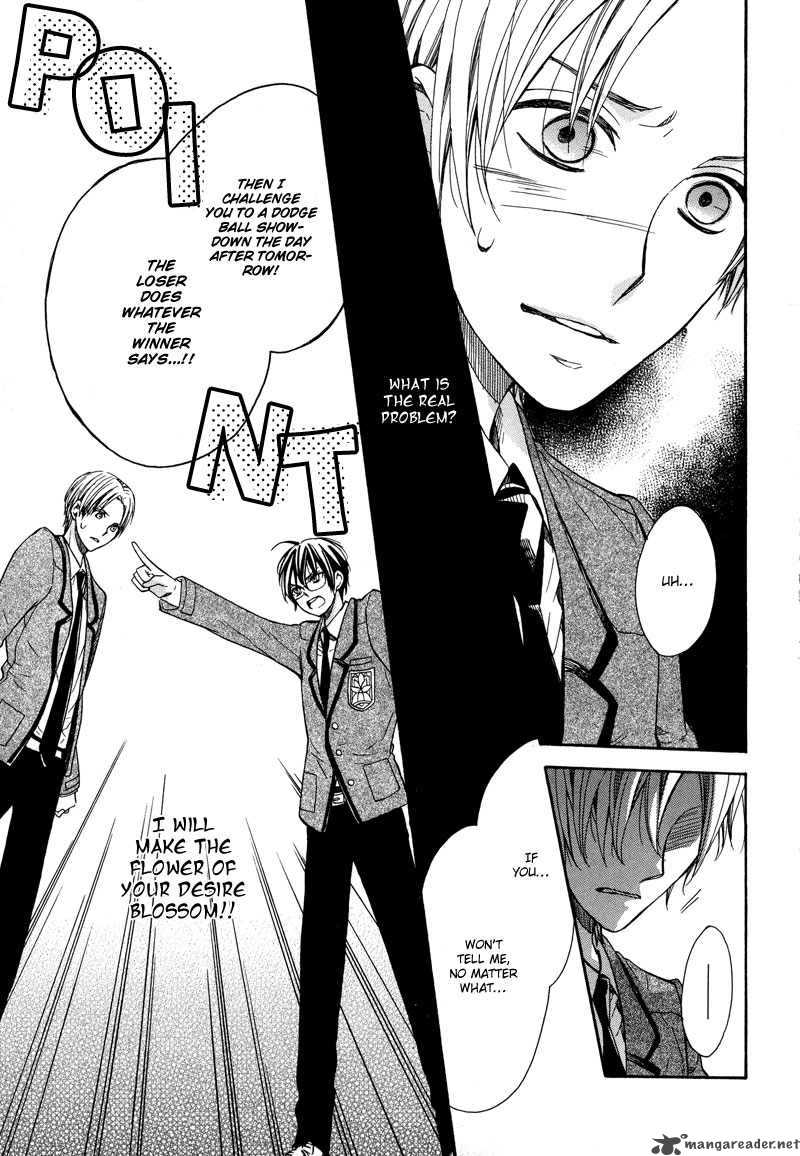 WHAT IS
THE REAL
PROBLEM?
UH...
IF
YOU...
WON'T
TELL ME,
NO MATTER
WHAT...
THEN I
CHALLENGE
YOU TO A DODGE
BALL SHOW-
DOWN THE DAY
AFTER TOMOR-
ROW!
THE
LOSER
DOES
WHATEVER
THE
WINNER
SAYS...!!
POI
NT
I WILL
MAKE THE
FLOWER OF
YOUR DESIRE
BLOSSOM!!
mangareader.net